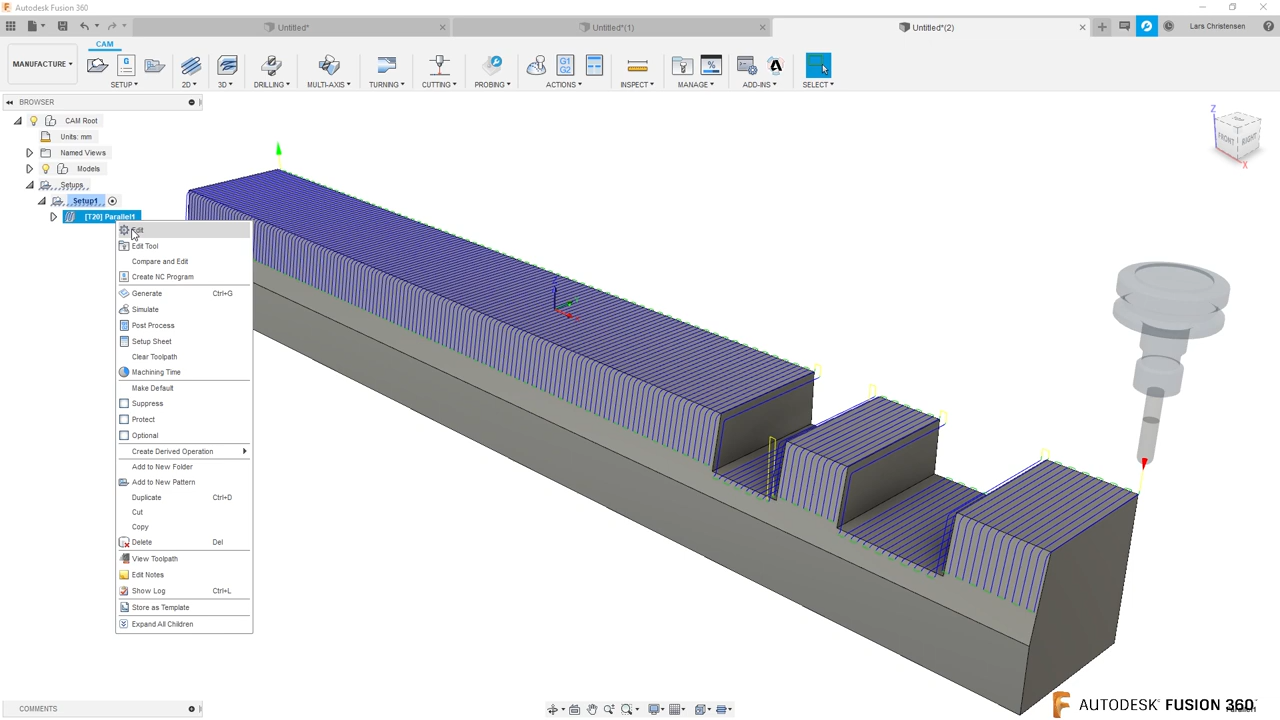 Autodesk Fusion 360
Untitled*
Untitled*(1)
Untitled*(2)
Lars Christensen
CAM
MANUFACTURE
SETUP
2D
3D
DRILLING
MULTI-AXIS
TURNING
CUTTING
PROBING
G1
G2
ACTIONS
INSPECT
MANAGE
ADD-INS
SELECT
BROWSER
CAM Root
Units: mm
Named Views
Models
Setups
Setup1
[T20] Parallel1
Edit
Edit Tool
Compare and Edit
Create NC Program
Generate Ctrl+G
Simulate
Post Process
Setup Sheet
Clear Toolpath
Machining Time
Make Default
Suppress
Protect
Optional
Create Derived Operation
Add to New Folder
Add to New Pattern
Duplicate Ctrl+D
Cut
Copy
Delete Del
View Toolpath
Edit Notes
Show Log Ctrl+L
Store as Template
Expand All Children
Z
FRONT
RIGHT
X
COMMENTS
AUTODESK® FUSION 360